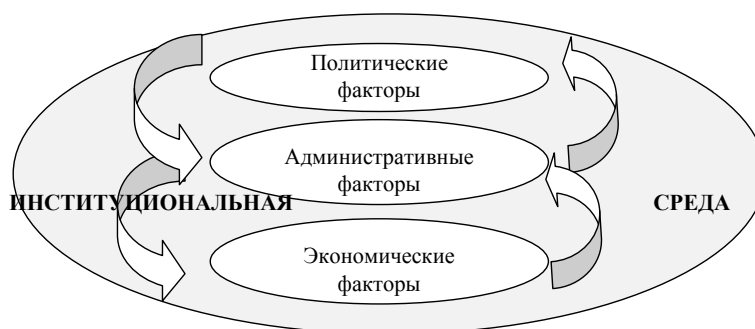 Политические
факторы
Административные
факторы
ИНСТИТУЦИОНАЛЬНАЯ СРЕДА
Экономические
факторы